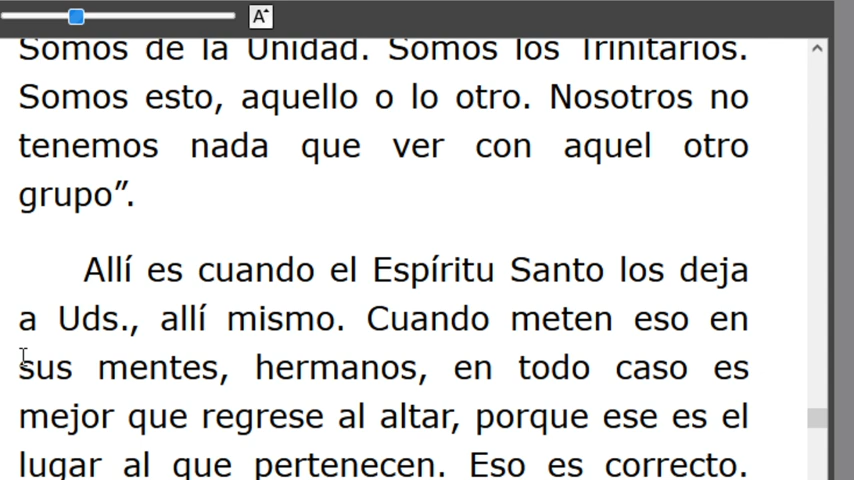 A
Somos de la Unidad. Somos los Trinitarios.
Somos esto, aquello o lo otro. Nosotros no
tenemos nada que ver con aquel otro
grupo”.
Allí es cuando el Espíritu Santo los deja
a Uds., allí mismo. Cuando meten eso en
sus mentes, hermanos, en todo caso es
mejor que regrese al altar, porque ese es el
lugar al que pertenecen. Eso es correcto.